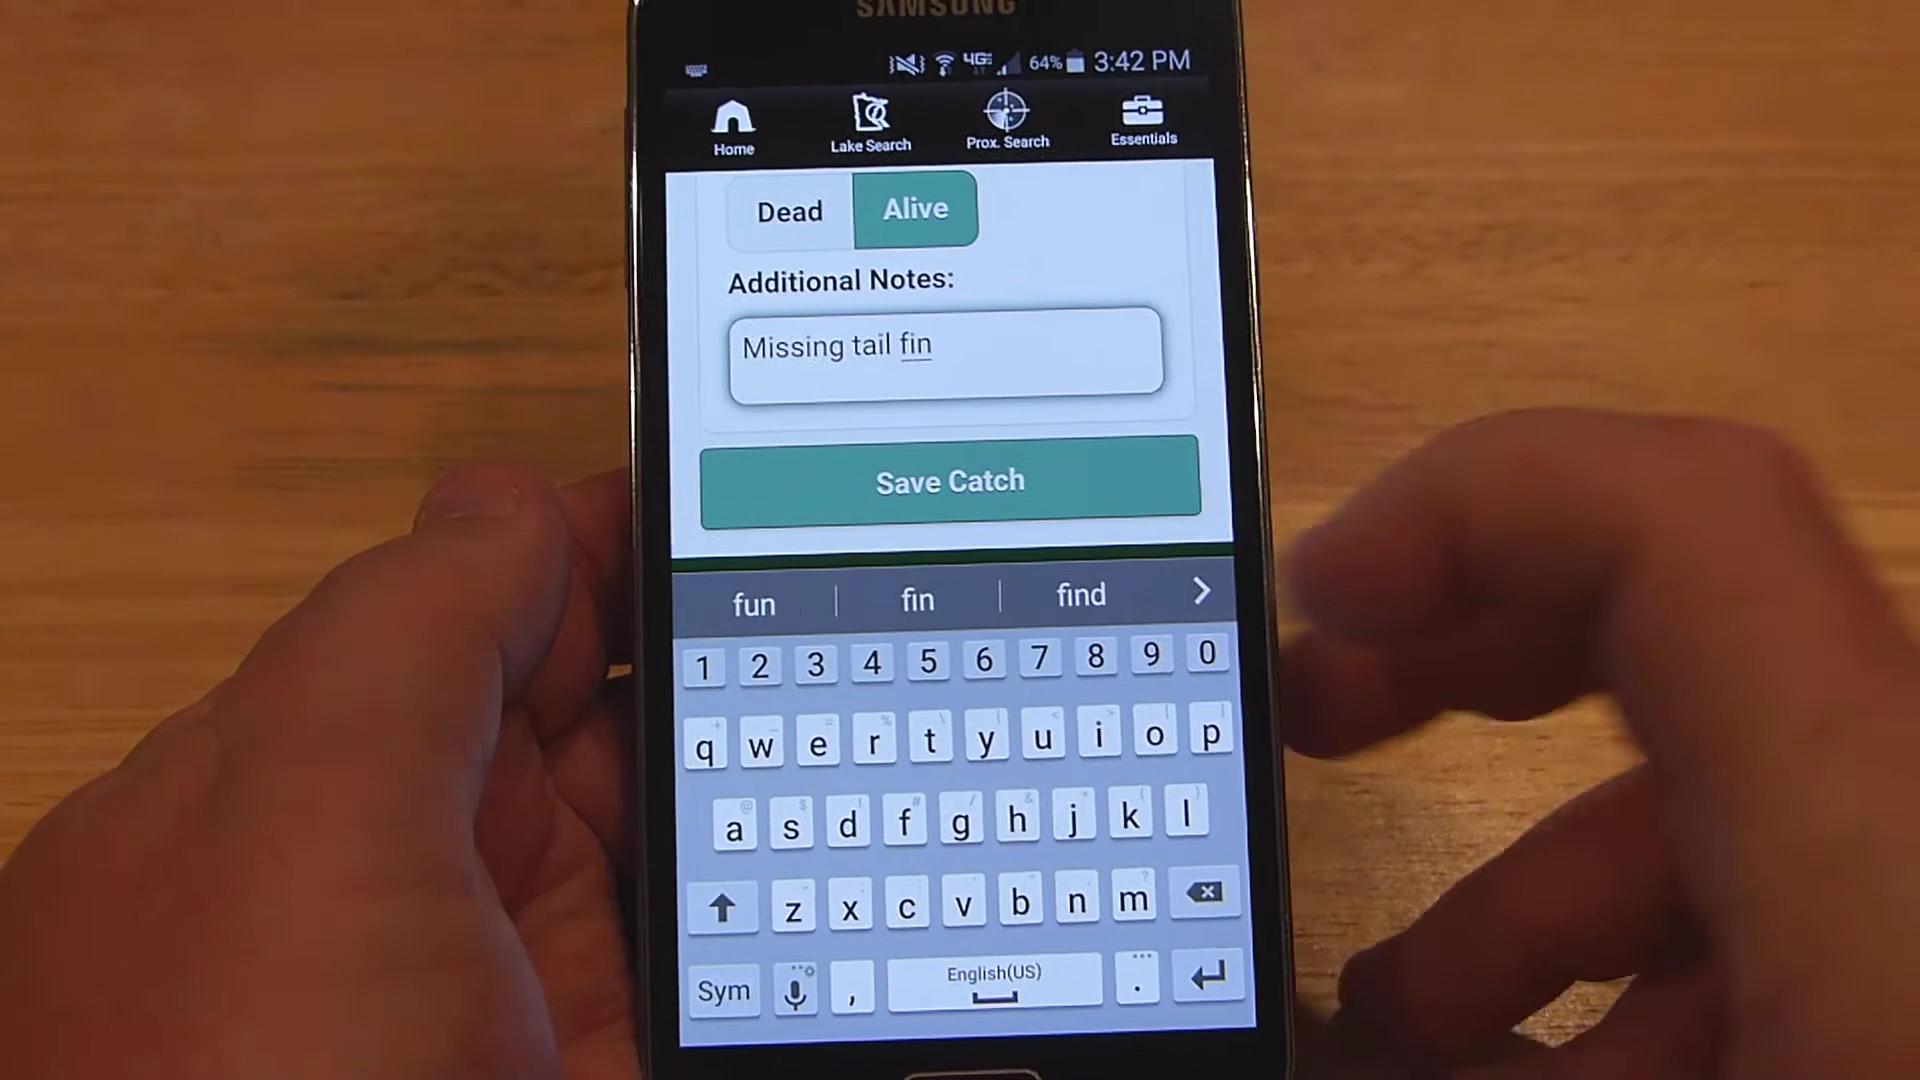 SAMSUNG
4G 64% 3:42 PM
Home Lake Search Prox. Search Essentials
Dead Alive
Additional Notes:
Missing tail fin
Save Catch
fun fin find
1 2 3 4 5 6 7 8 9 0
q w e r t y u i o p
a s d f g h j k l
z x c v b n m
Sym , English(US) .